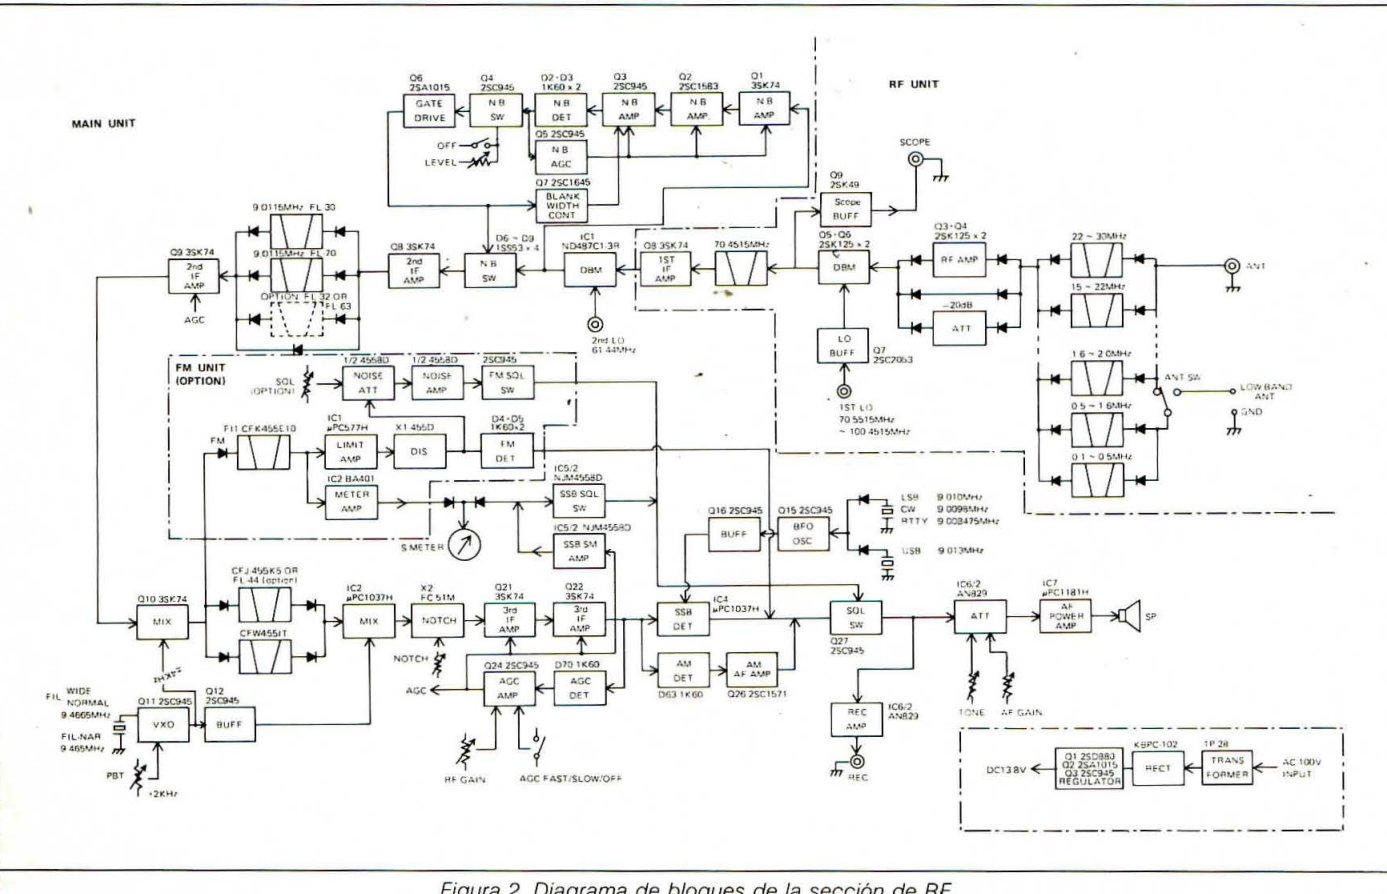 MAIN UNIT
RF UNIT
Q6
2SA1015
GATE
DRIVE
Q4
2SC945
NB
SW
D2-D3
1K60 × 2
NB
DET
Q3
2SC945
NB
AMP
Q2
2SC1583
NB
AMP.
Q1
3SK74
NB
AMP
OFF
LEVEL
Q5 2SC945
NB
AGC
Q7 2SC1645
BLANK
WIDTH
CONT
SCOPE
Q9
2SK49
Scope
BUFF
9.0115MHz FL 30
9.0115MHz FL-70
OPTION FL 32 OR
FL 63
Q9 3SK74
2nd
IF
AMP
AGC
Q8 3SK74
2nd
IF
AMP
D6 ~ D9
1SS53 × 4
NB
SW
IC1
ND487C1-3R
DBM
2nd LO
61.44MHz
Q8 3SK74
1ST
IF
AMP
70.4515MHz
Q5-Q6
2SK125 × 2
DBM
Q3-Q4
2SK125 × 2
RF AMP
-20dB
ATT
LO
BUFF
Q7
2SC2053
1ST LO
70.5515MHz
~ 100.4515MHz
22 ~ 30MHz
15 ~ 22MHz
1.6 ~ 2.0MHz
0.5 ~ 1.6MHz
0.1 ~ 0.5MHz
ANT
ANT SW
LOW BAND
ANT
GND
FM UNIT
(OPTION)
SQL
(OPTION)
1/2 4558D
NOISE
ATT
1/2 4558D
NOISE
AMP
2SC945
FM SQL
SW
FM
FI1 CFK455E10
IC1
μPC577H
LIMIT
AMP
X1 455D
DIS
D4-D5
1K60×2
FM
DET
IC2 BA401
METER
AMP
S.METER
IC5/2
NJM4558D
SSB SQL
SW
IC5/2 NJM4558D
SSB SM
AMP
Q16 2SC945
BUFF
Q15 2SC945
BFO
OSC
LSB 9.010MHz
CW 9.0098MHz
RTTY 9.008475MHz
USB 9.013MHz
Q10 3SK74
MIX
CFJ 455K5 OR
FL-44 (option)
CFW455IT
IC2
μPC1037H
MIX
X2
FC 51M
NOTCH
NOTCH
Q21
3SK74
3rd
IF
AMP
Q22
3SK74
3rd
IF
AMP
SSB
DET
IC4
μPC1037H
SQL
SW
Q27
2SC945
IC6/2
AN829
ATT
IC7
μPC1181H
AF
POWER
AMP
SP
AGC
Q24 2SC945
AGC
AMP
D70 1K60
AGC
DET
AM
DET
D63 1K60
AM
AF AMP
Q26 2SC1571
REC
AMP
IC6/2
AN829
REC
TONE
AF GAIN
FIL WIDE
NORMAL
9.4665MHz
FIL-NAR
9.465MHz
Q11 2SC945
VXO
Q12
2SC945
BUFF
PBT
±2KHz
RF GAIN
AGC FAST/SLOW/OFF
DC13.8V
Q1 2SD880
Q2 2SA1015
Q3 2SC945
REGULATOR
KBPC-102
RECT
TP 28
TRANS
FORMER
AC 100V
INPUT
Figura 2. Diagrama de bloques de la sección de RF